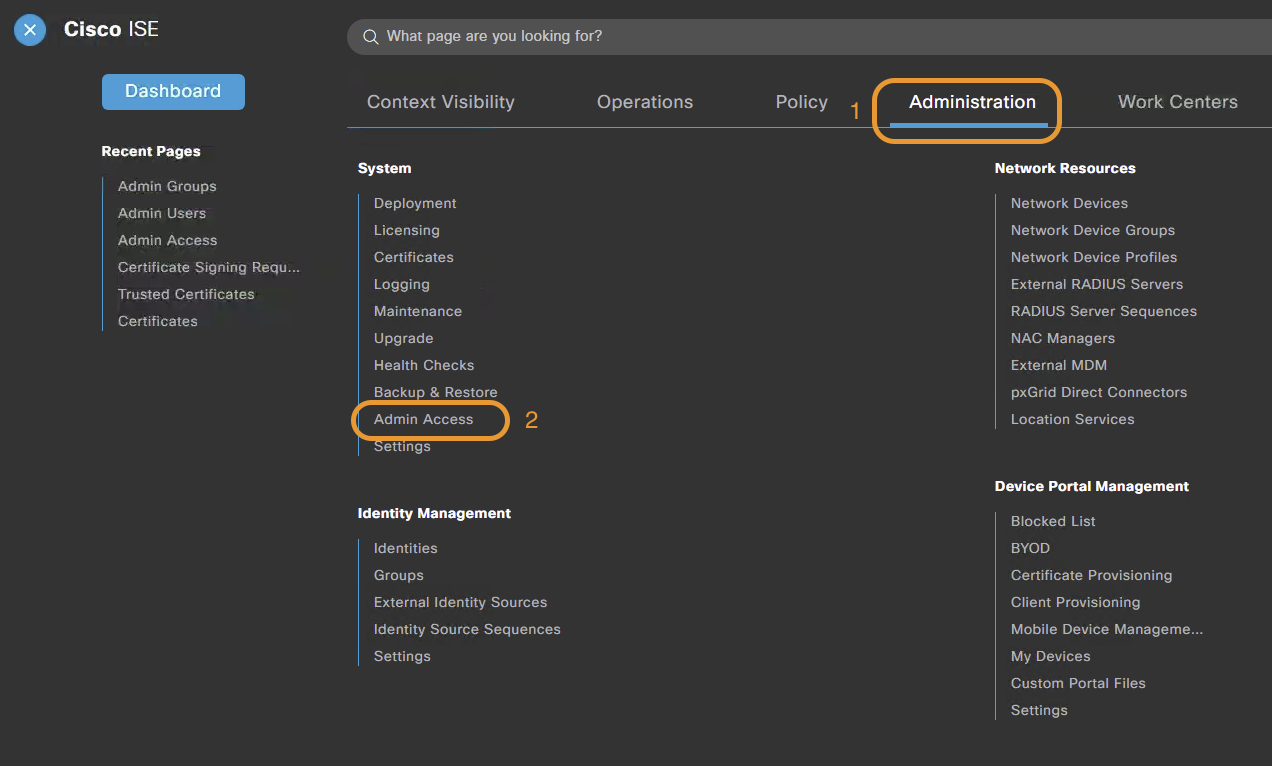 Cisco ISE
What page are you looking for?
Dashboard
Context Visibility
Operations
Policy
1
Administration
Work Centers
Recent Pages
Admin Groups
Admin Users
Admin Access
Certificate Signing Requ...
Trusted Certificates
Certificates
System
Deployment
Licensing
Certificates
Logging
Maintenance
Upgrade
Health Checks
Backup & Restore
Admin Access
2
Settings
Identity Management
Identities
Groups
External Identity Sources
Identity Source Sequences
Settings
Network Resources
Network Devices
Network Device Groups
Network Device Profiles
External RADIUS Servers
RADIUS Server Sequences
NAC Managers
External MDM
pxGrid Direct Connectors
Location Services
Device Portal Management
Blocked List
BYOD
Certificate Provisioning
Client Provisioning
Mobile Device Manageme...
My Devices
Custom Portal Files
Settings